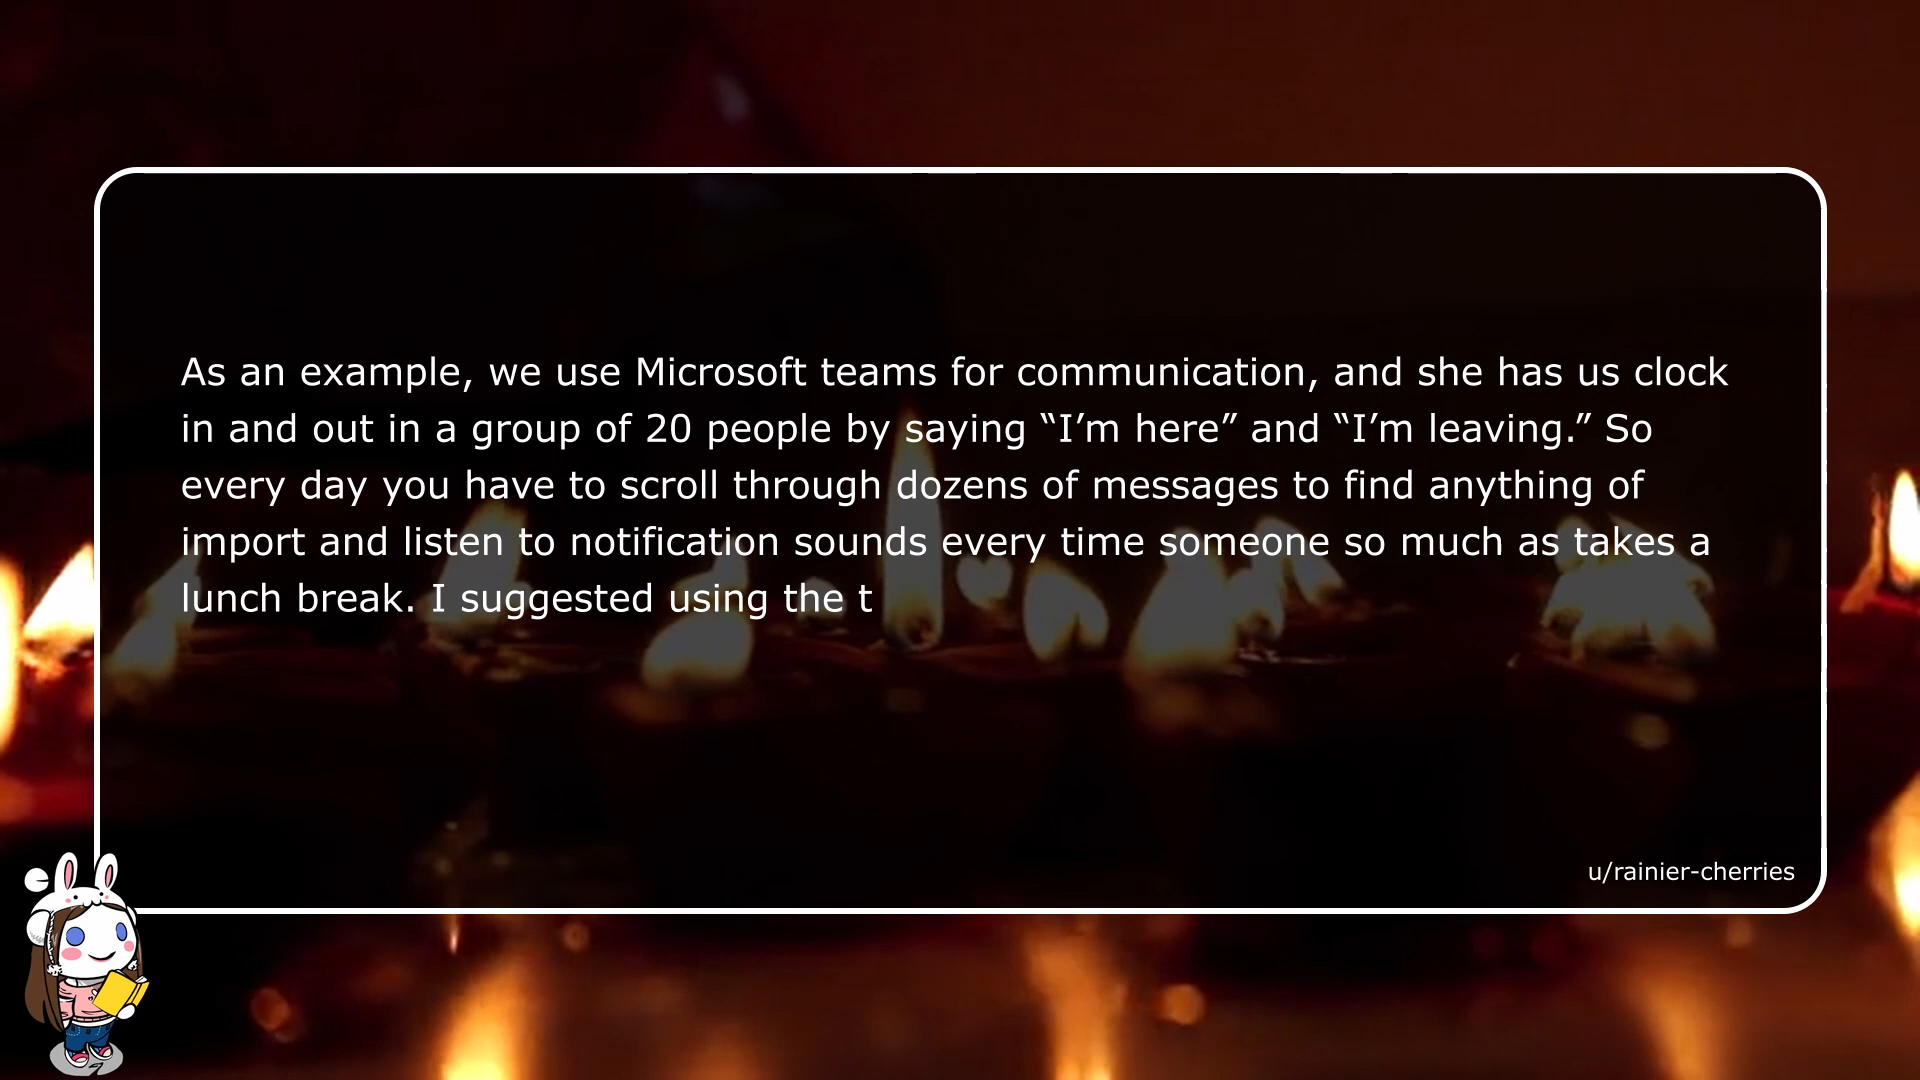 As an example, we use Microsoft teams for communication, and she has us clock
in and out in a group of 20 people by saying “I’m here” and “I’m leaving.” So
every day you have to scroll through dozens of messages to find anything of
import and listen to notification sounds every time someone so much as takes a
lunch break. I suggested using the t
u/rainier-cherries